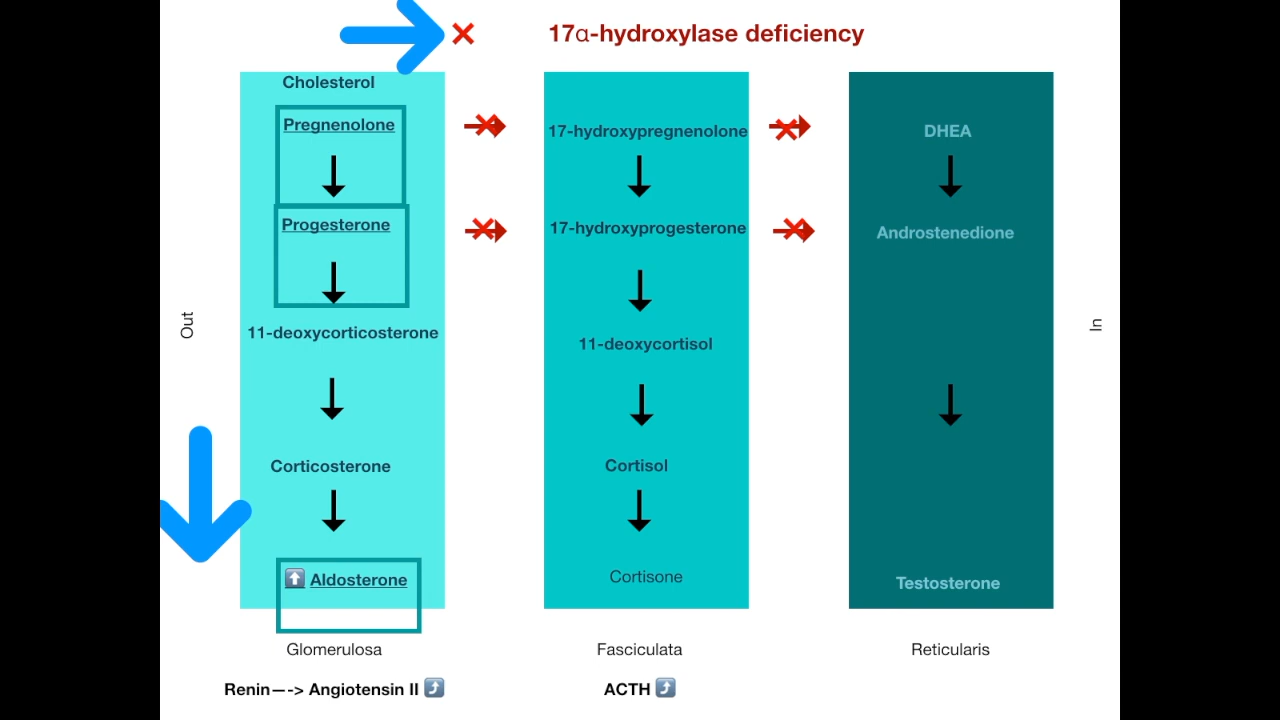 17α-hydroxylase deficiency
Cholesterol
Pregnenolone
17-hydroxypregnenolone
DHEA
Progesterone
17-hydroxyprogesterone
Androstenedione
Out
In
11-deoxycorticosterone
11-deoxycortisol
Corticosterone
Cortisol
Aldosterone
Cortisone
Testosterone
Glomerulosa
Fasciculata
Reticularis
Renin—-> Angiotensin II
ACTH